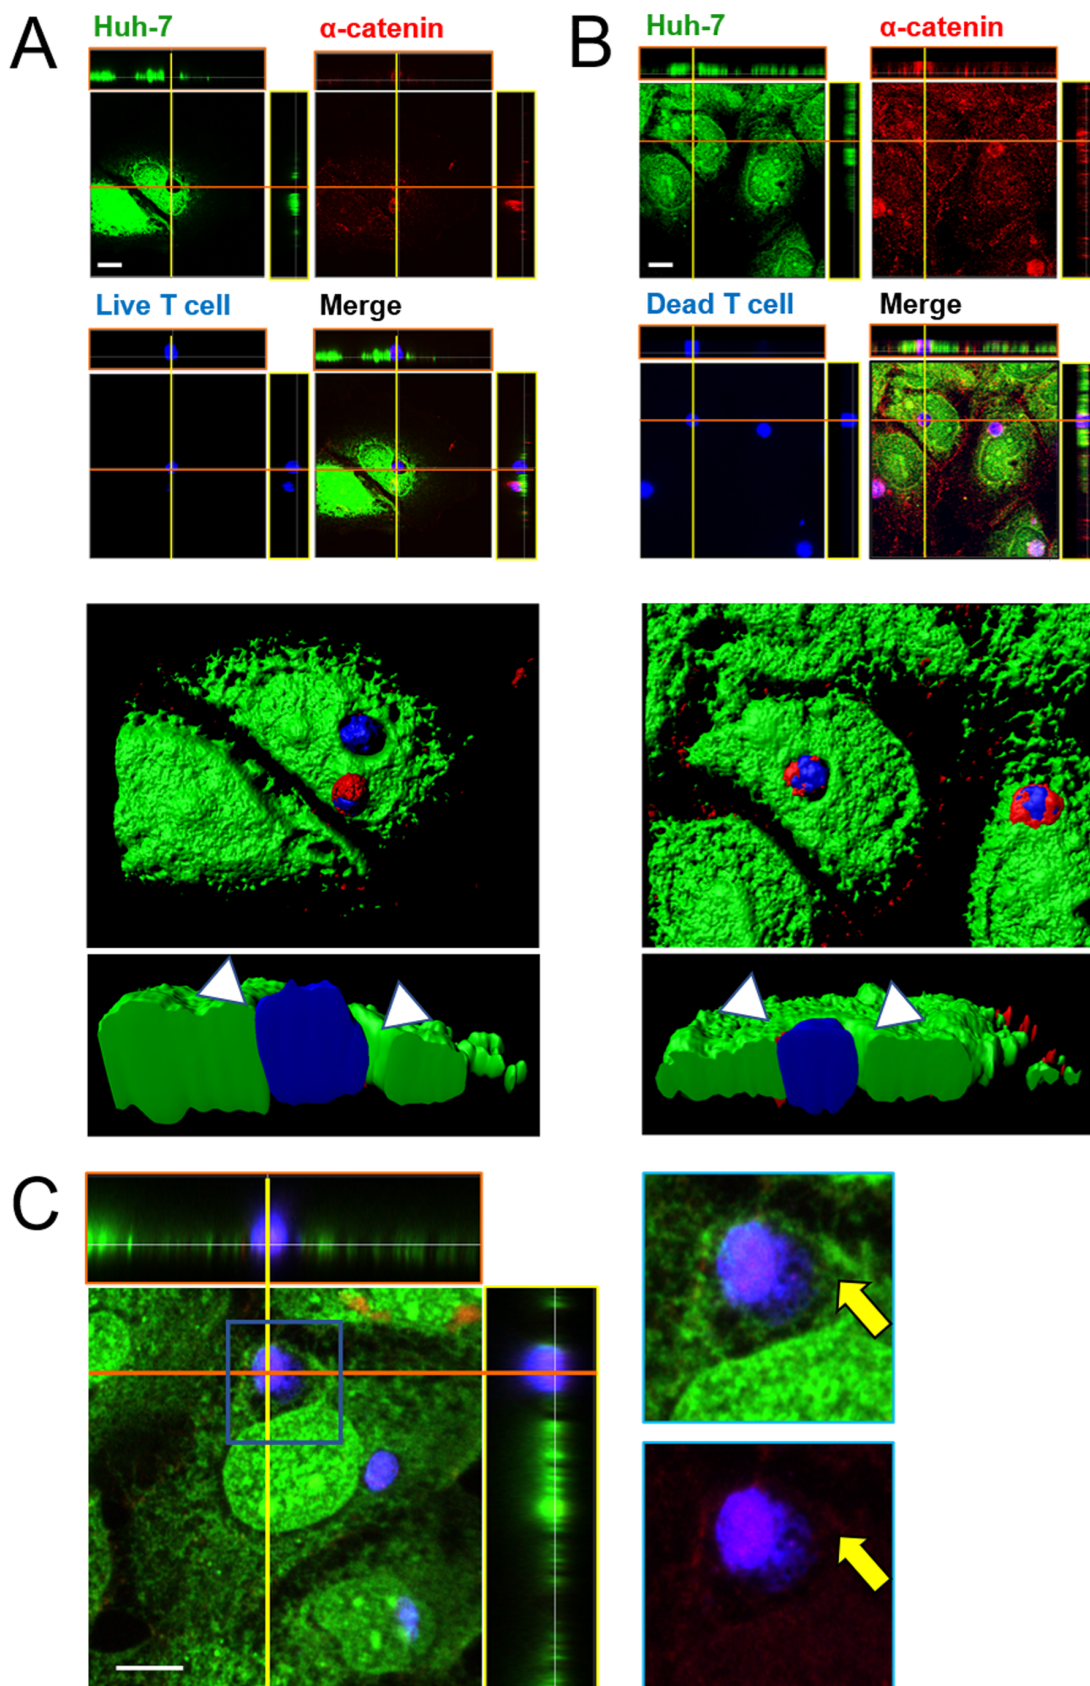 A
Huh-7
α-catenin
Live T cell
Merge
B
Huh-7
α-catenin
Dead T cell
Merge
C